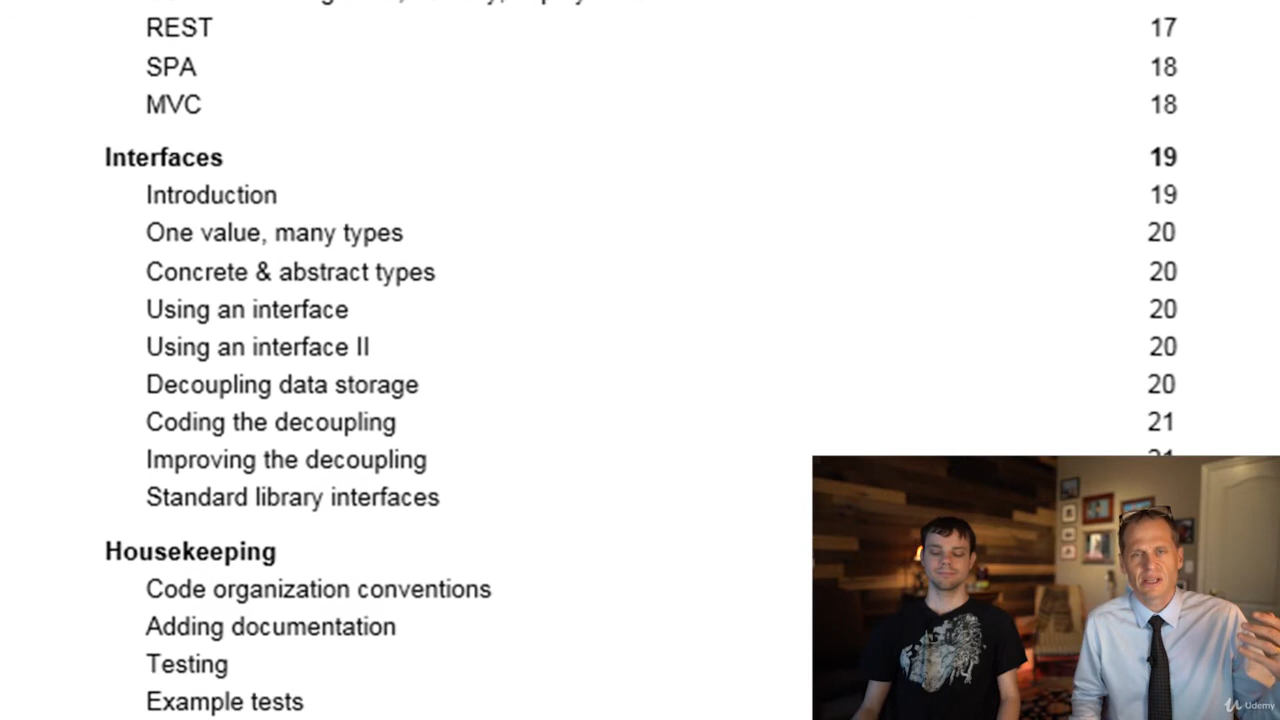 REST 17
SPA 18
MVC 18
Interfaces 19
Introduction 19
One value, many types 20
Concrete & abstract types 20
Using an interface 20
Using an interface II 20
Decoupling data storage 20
Coding the decoupling 21
Improving the decoupling
Standard library interfaces
Housekeeping
Code organization conventions
Adding documentation
Testing
Example tests
Udemy